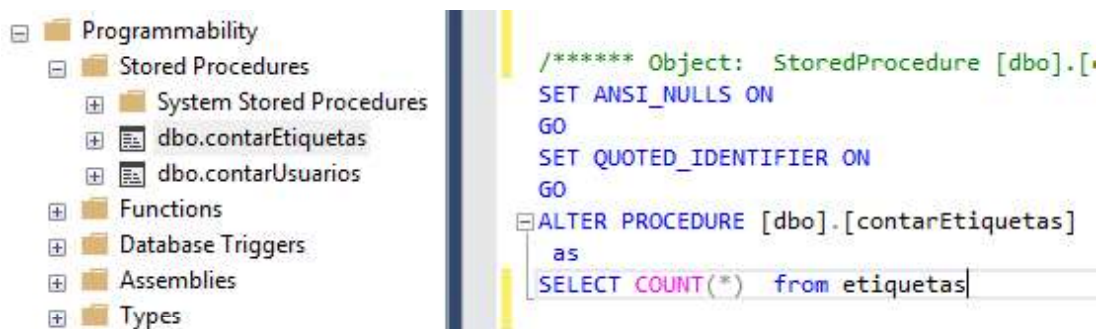 Programmability
Stored Procedures
System Stored Procedures
dbo.contarEtiquetas
dbo.contarUsuarios
Functions
Database Triggers
Assemblies
Types
/****** Object:  StoredProcedure [dbo].[
SET ANSI_NULLS ON
GO
SET QUOTED_IDENTIFIER ON
GO
ALTER PROCEDURE [dbo].[contarEtiquetas]
as
SELECT COUNT(*)  from etiquetas